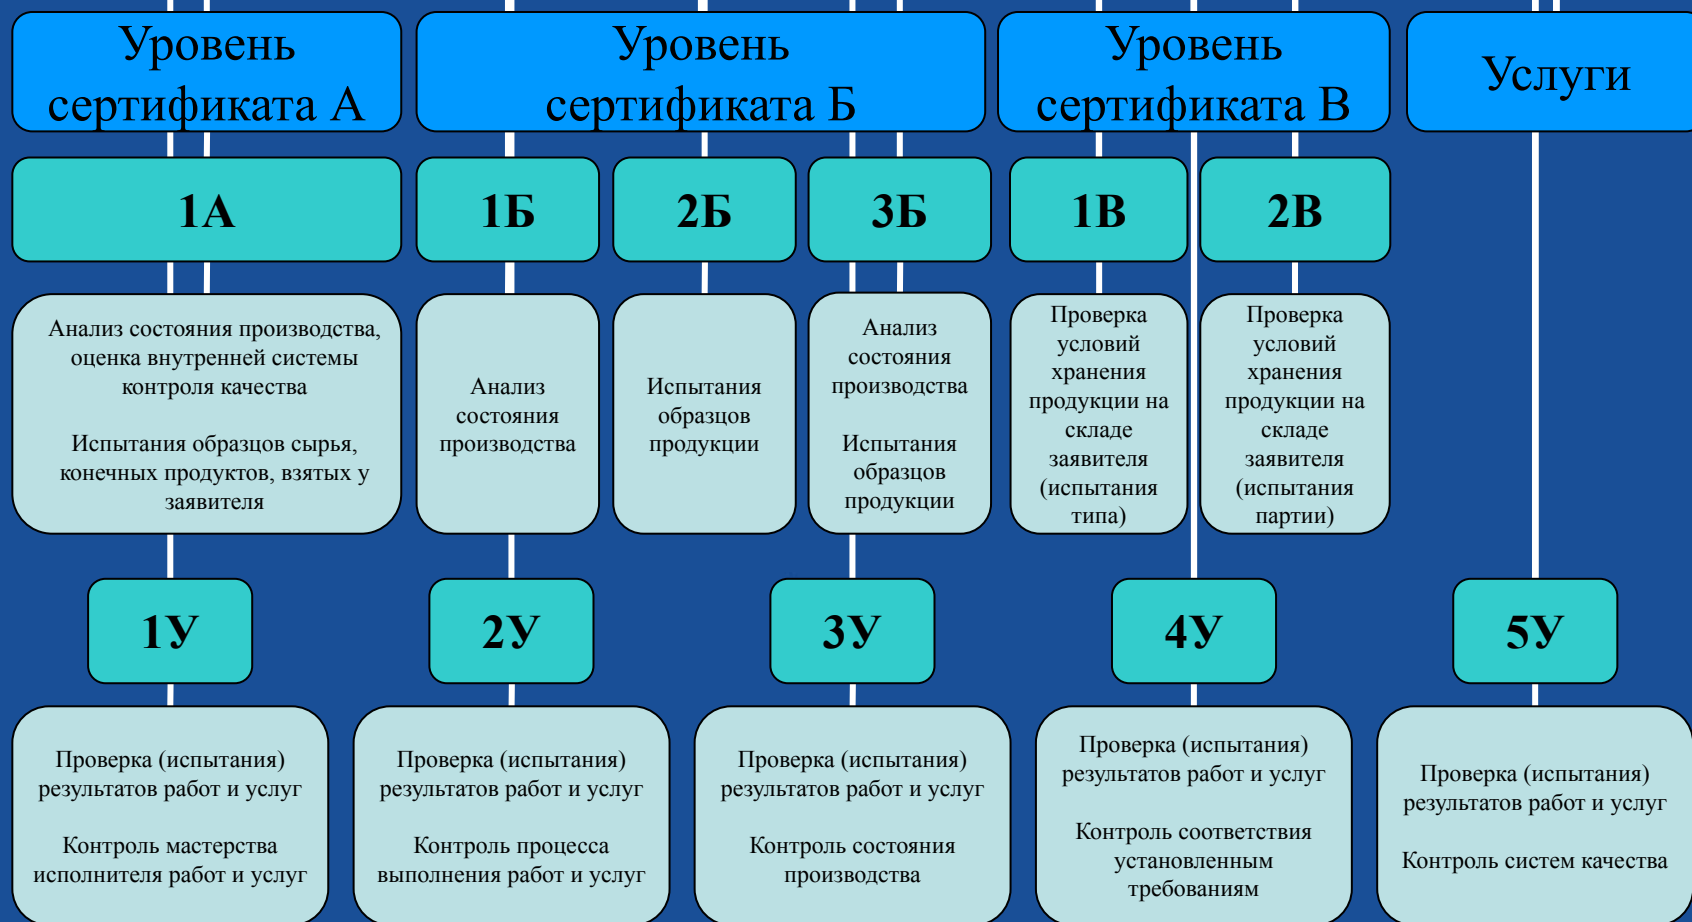 Уровень
сертификата А
Уровень
сертификата Б
Уровень
сертификата В
Услуги
1А
1Б
2Б
3Б
1В
2В
Анализ состояния производства,
оценка внутренней системы
контроля качества
Испытания образцов сырья,
конечных продуктов, взятых у
заявителя
Анализ
состояния
производства
Испытания
образцов
продукции
Анализ
состояния
производства
Испытания
образцов
продукции
Проверка
условий
хранения
продукции на
складе
заявителя
(испытания
типа)
Проверка
условий
хранения
продукции на
складе
заявителя
(испытания
партии)
1У
2У
3У
4У
5У
Проверка (испытания)
результатов работ и услуг
Контроль мастерства
исполнителя работ и услуг
Проверка (испытания)
результатов работ и услуг
Контроль процесса
выполнения работ и услуг
Проверка (испытания)
результатов работ и услуг
Контроль состояния
производства
Проверка (испытания)
результатов работ и услуг
Контроль соответствия
установленным
требованиям
Проверка (испытания)
результатов работ и услуг
Контроль систем качества